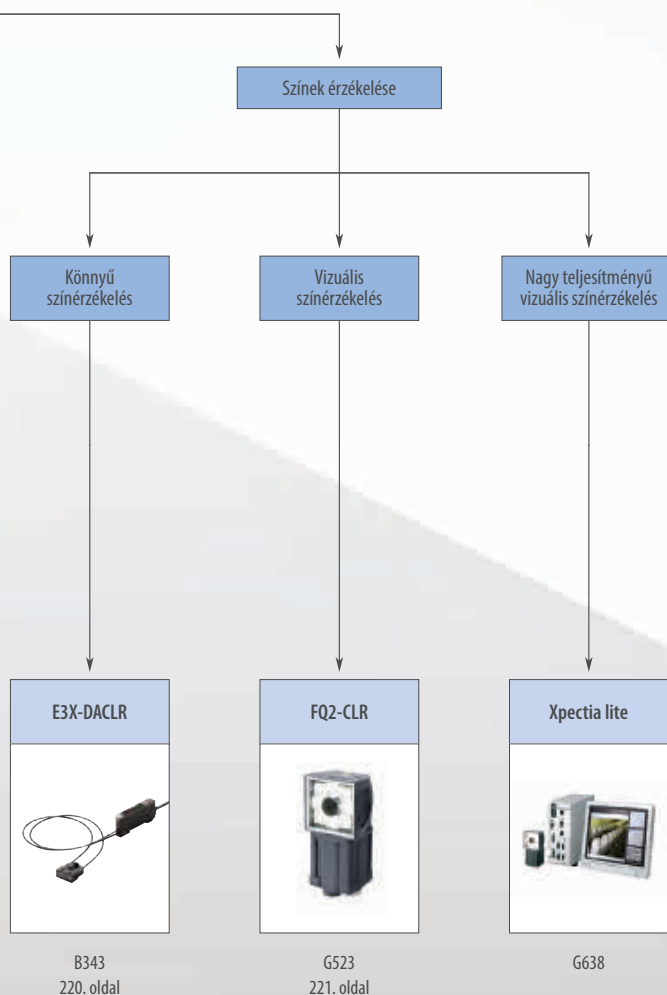 Színek érzékelése
Könnyű
színérzékelés
Vizuális
színérzékelés
Nagy teljesítményű
vizuális színérzékelés
E3X-DACLR
FQ2-CLR
Xpectia lite
B343
220. oldal
G523
221. oldal
G638